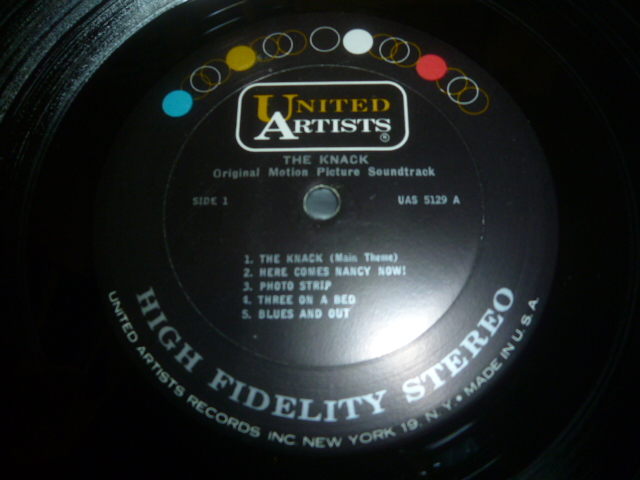 UNITED
ARTISTS®
THE KNACK
Original Motion Picture Soundtrack
SIDE 1
UAS 5129 A
1. THE KNACK (Main Theme)
2. HERE COMES NANCY NOW!
3. PHOTO STRIP
4. THREE ON A BED
5. BLUES AND OUT
HIGH FIDELITY STEREO
UNITED ARTISTS RECORDS INC. NEW YORK 19, N.Y. • MADE IN U.S.A.